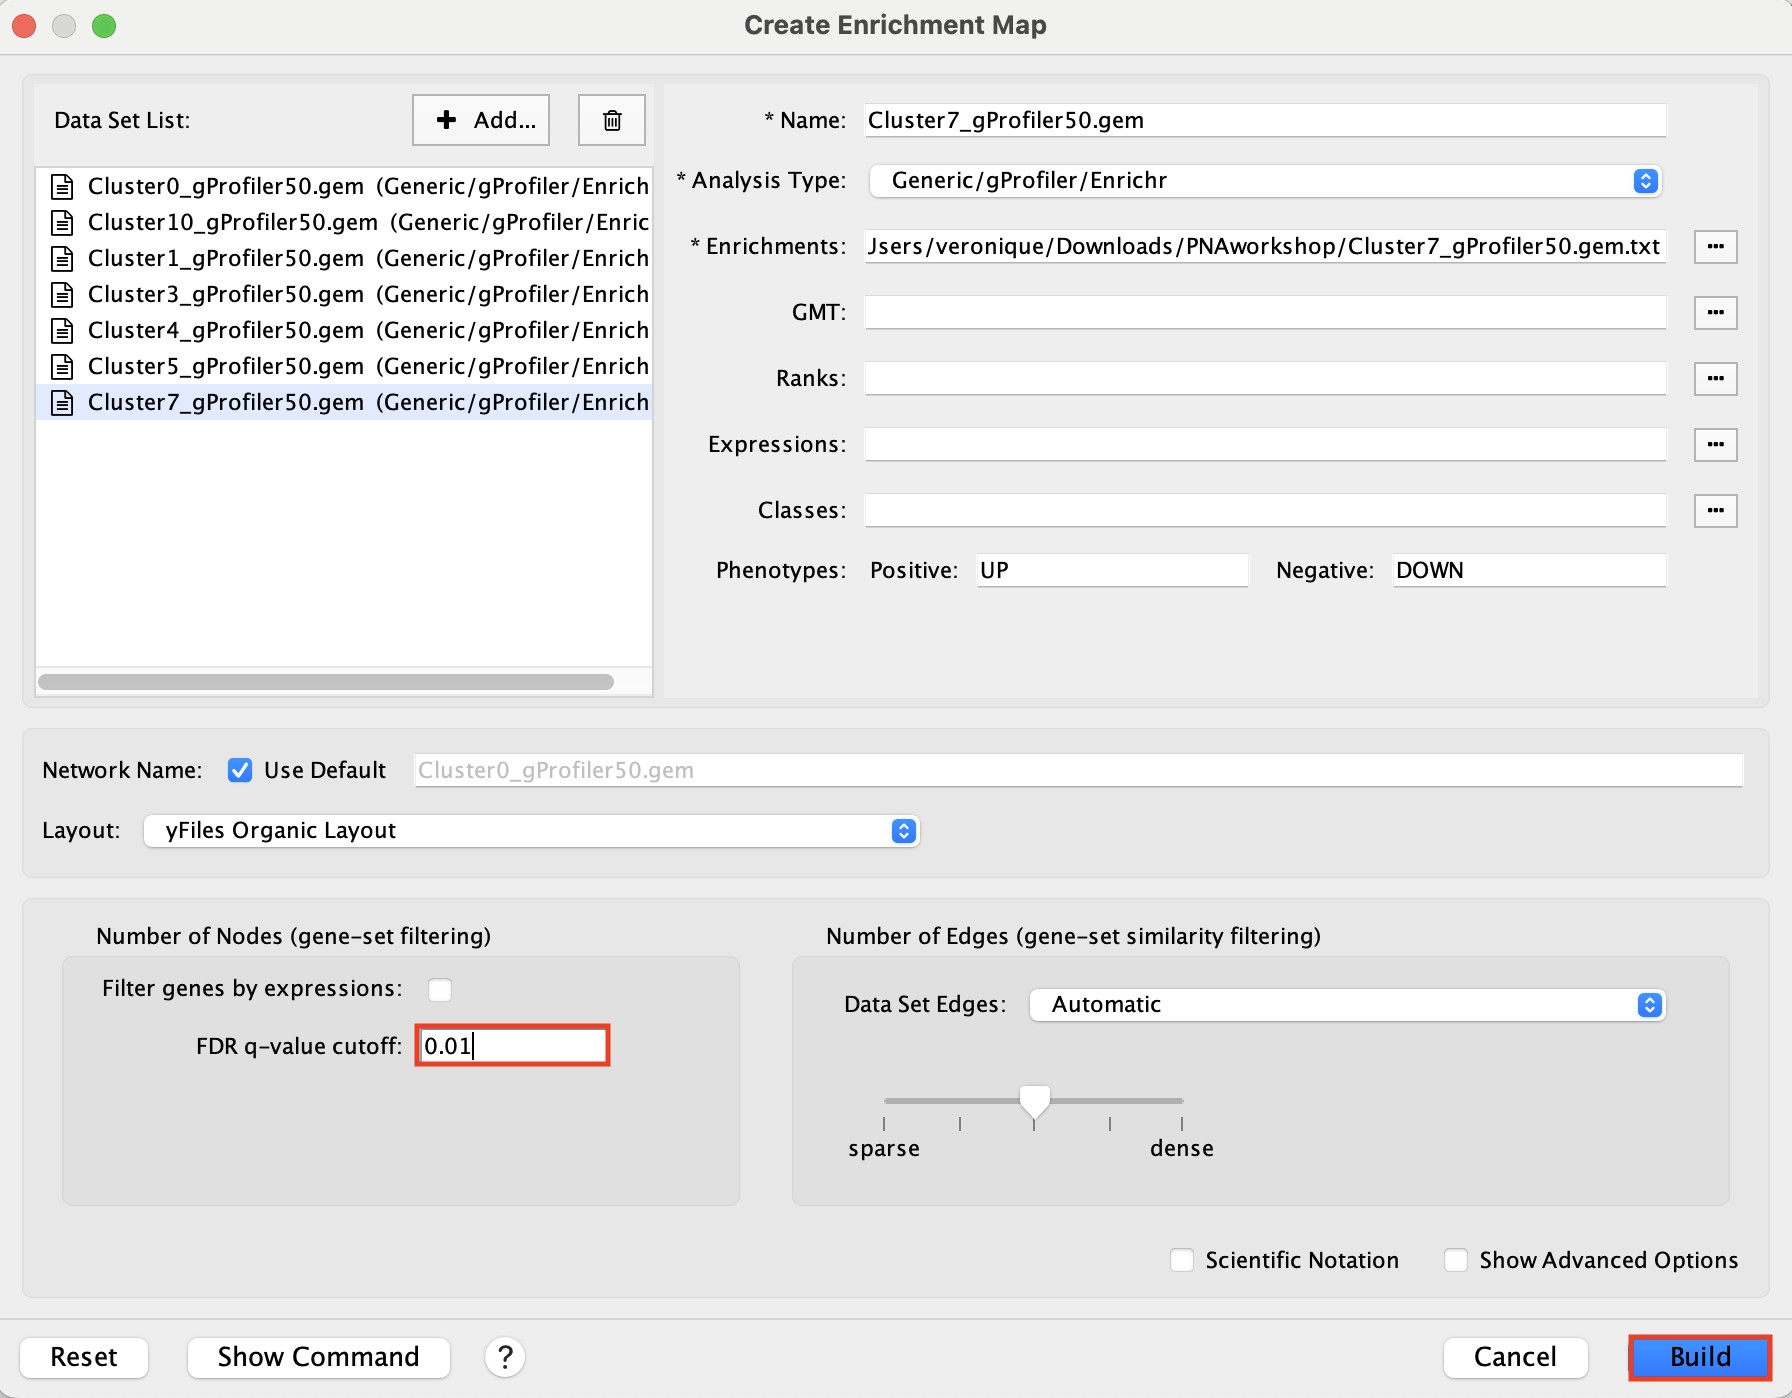 Create Enrichment Map
Data Set List:
+ Add...
Cluster0_gProfiler50.gem (Generic/gProfiler/Enrich
Cluster10_gProfiler50.gem (Generic/gProfiler/Enric
Cluster1_gProfiler50.gem (Generic/gProfiler/Enrich
Cluster3_gProfiler50.gem (Generic/gProfiler/Enrich
Cluster4_gProfiler50.gem (Generic/gProfiler/Enrich
Cluster5_gProfiler50.gem (Generic/gProfiler/Enrich
Cluster7_gProfiler50.gem (Generic/gProfiler/Enrich
* Name: Cluster7_gProfiler50.gem
* Analysis Type: Generic/gProfiler/Enrichr
* Enrichments: Jsers/veronique/Downloads/PNAworkshop/Cluster7_gProfiler50.gem.txt ...
GMT: ...
Ranks: ...
Expressions: ...
Classes: ...
Phenotypes: Positive: UP Negative: DOWN
Network Name: Use Default Cluster0_gProfiler50.gem
Layout: yFiles Organic Layout
Number of Nodes (gene-set filtering)
Filter genes by expressions:
FDR q-value cutoff: 0.01
Number of Edges (gene-set similarity filtering)
Data Set Edges: Automatic
sparse dense
Scientific Notation Show Advanced Options
Reset Show Command ? Cancel Build